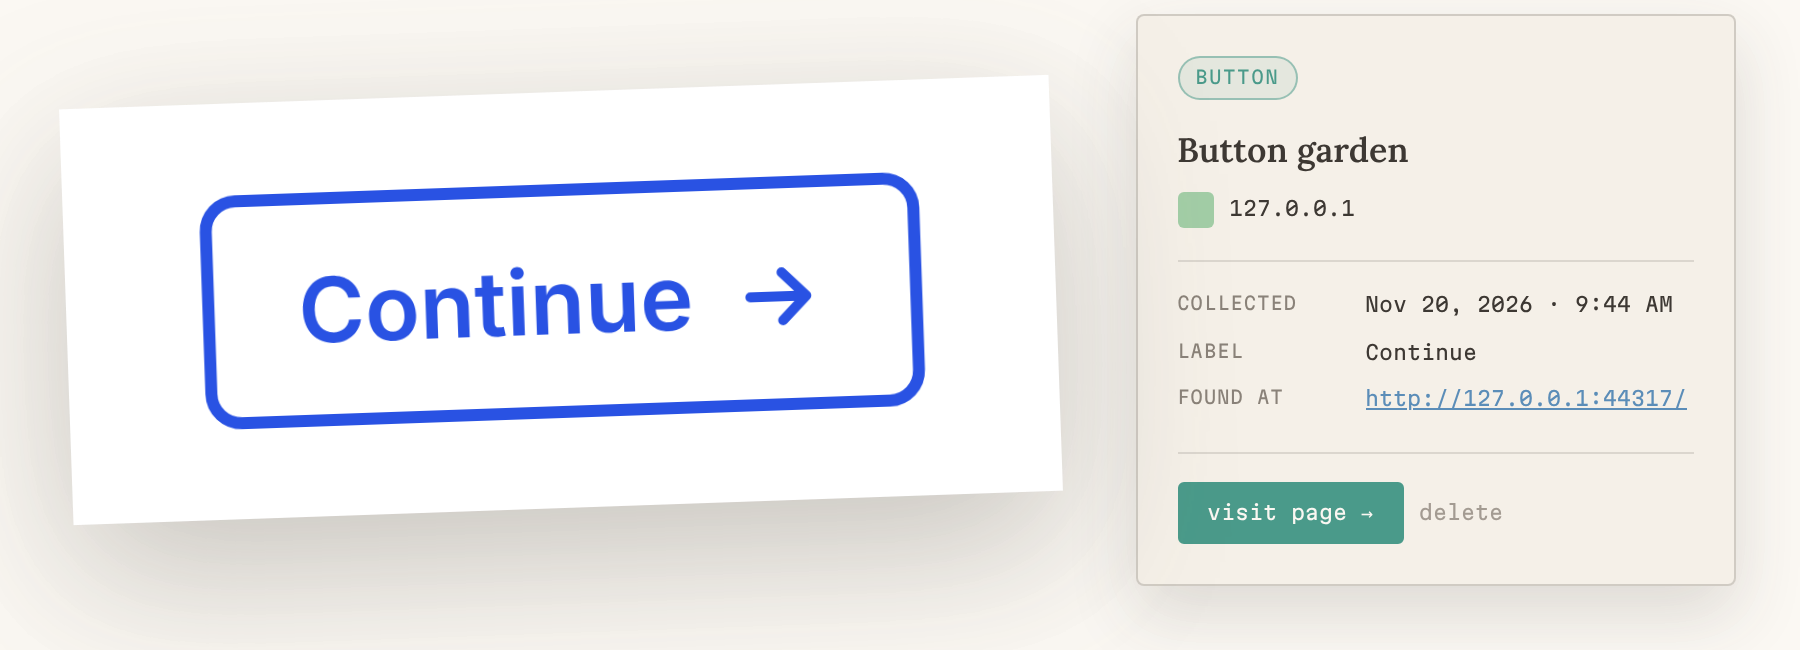 Continue →
BUTTON
Button garden
127.0.0.1
COLLECTED Nov 20, 2026 · 9:44 AM
LABEL Continue
FOUND AT http://127.0.0.1:44317/
visit page → delete